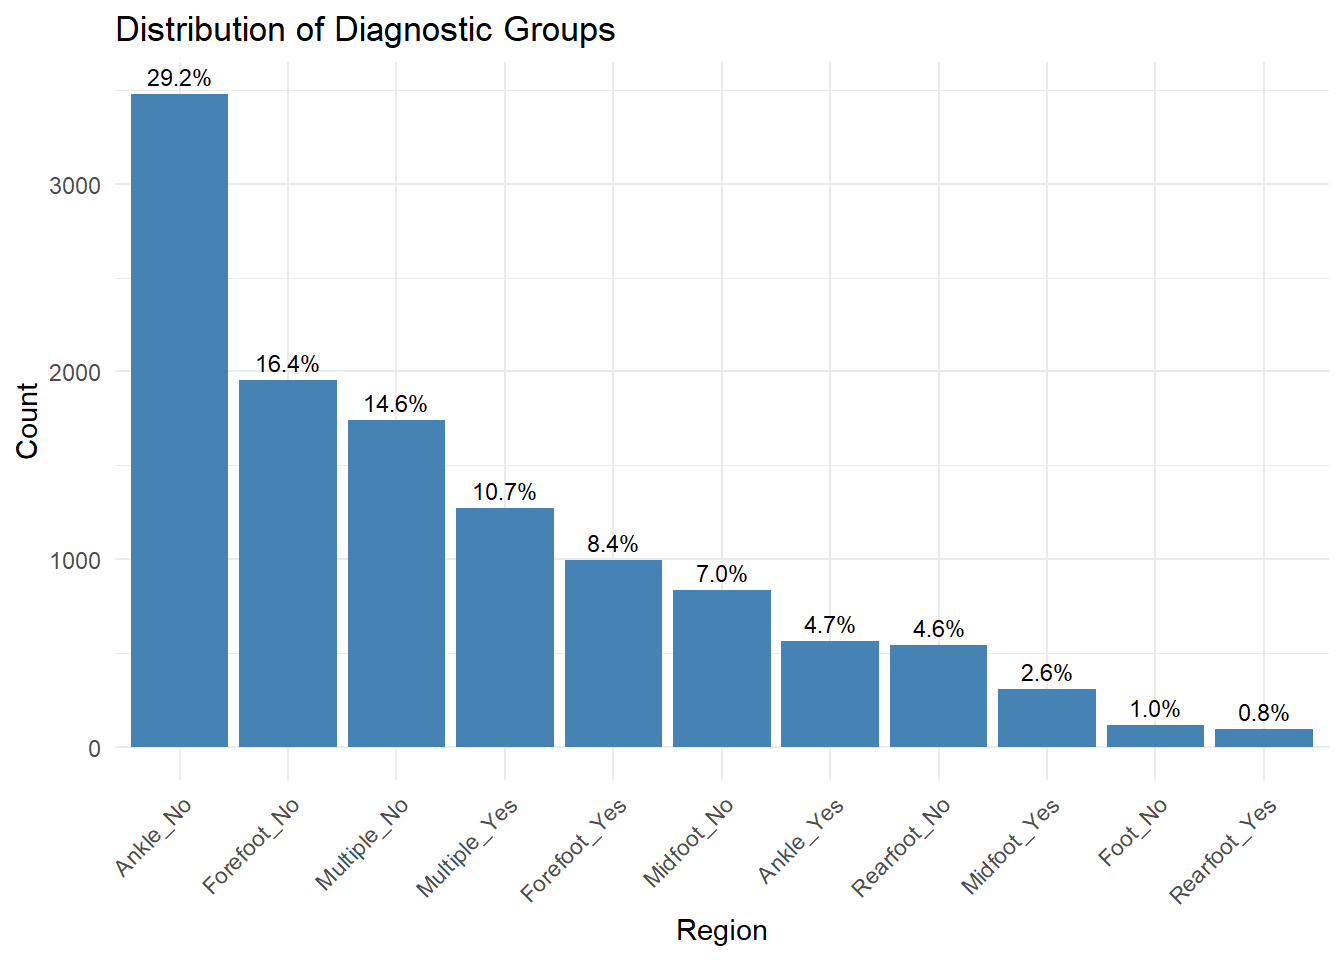 Distribution of Diagnostic Groups
29.2%
16.4%
14.6%
10.7%
8.4%
7.0%
4.7%
4.6%
2.6%
1.0%
0.8%
3000
2000
1000
0
Count
Ankle_No
Forefoot_No
Multiple_No
Multiple_Yes
Forefoot_Yes
Midfoot_No
Ankle_Yes
Rearfoot_No
Midfoot_Yes
Foot_No
Rearfoot_Yes
Region